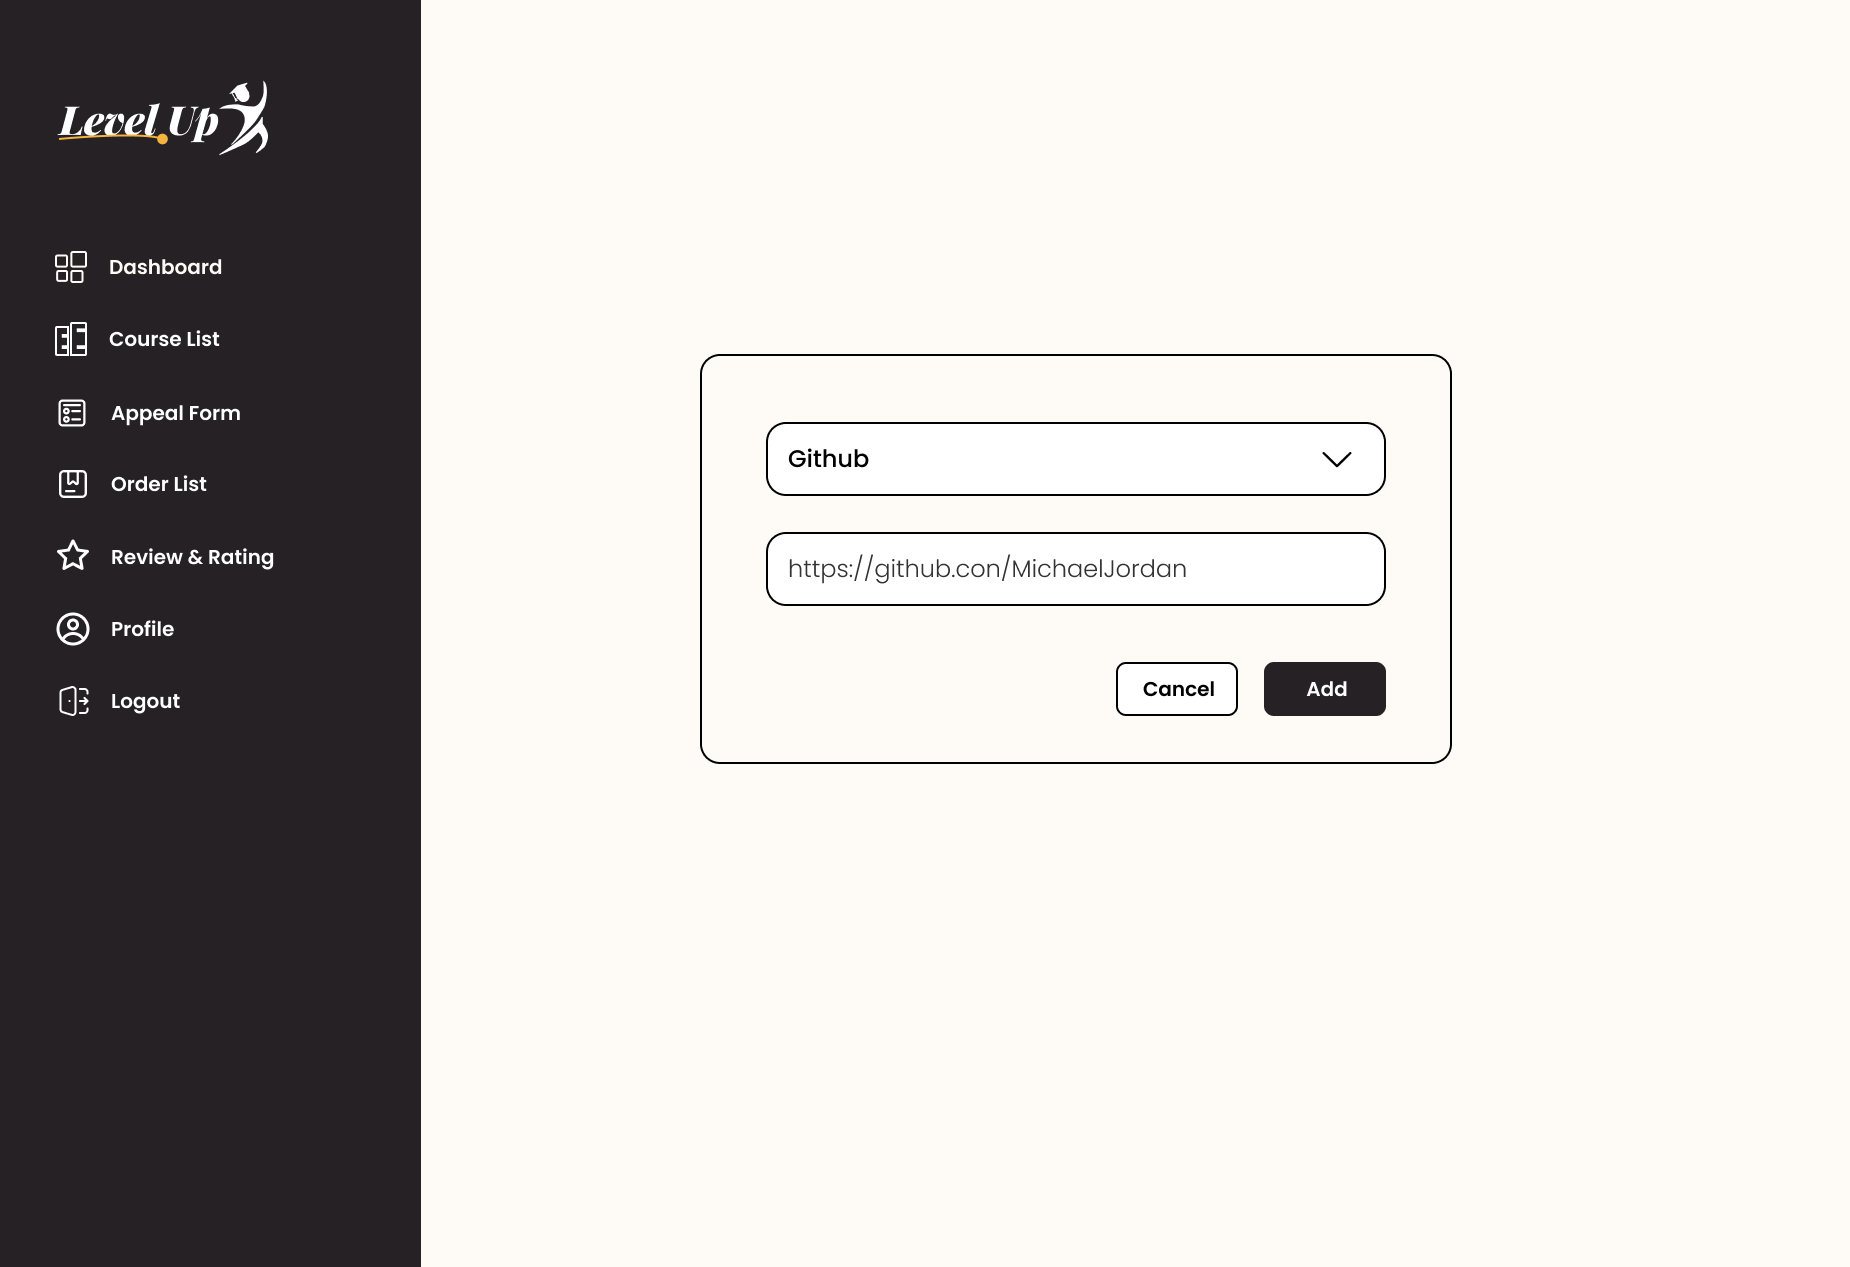 Level Up
Dashboard
Course List
Appeal Form
Order List
Review & Rating
Profile
Logout
Github
https://github.con/MichaelJordan
Cancel
Add